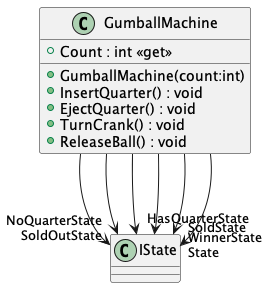 C GumballMachine
Count : int «get»
GumballMachine(count:int)
InsertQuarter() : void
EjectQuarter() : void
TurnCrank() : void
ReleaseBall() : void
NoQuarterState
HasQuarterState
SoldOutState
SoldState
WinnerState
State
C IState